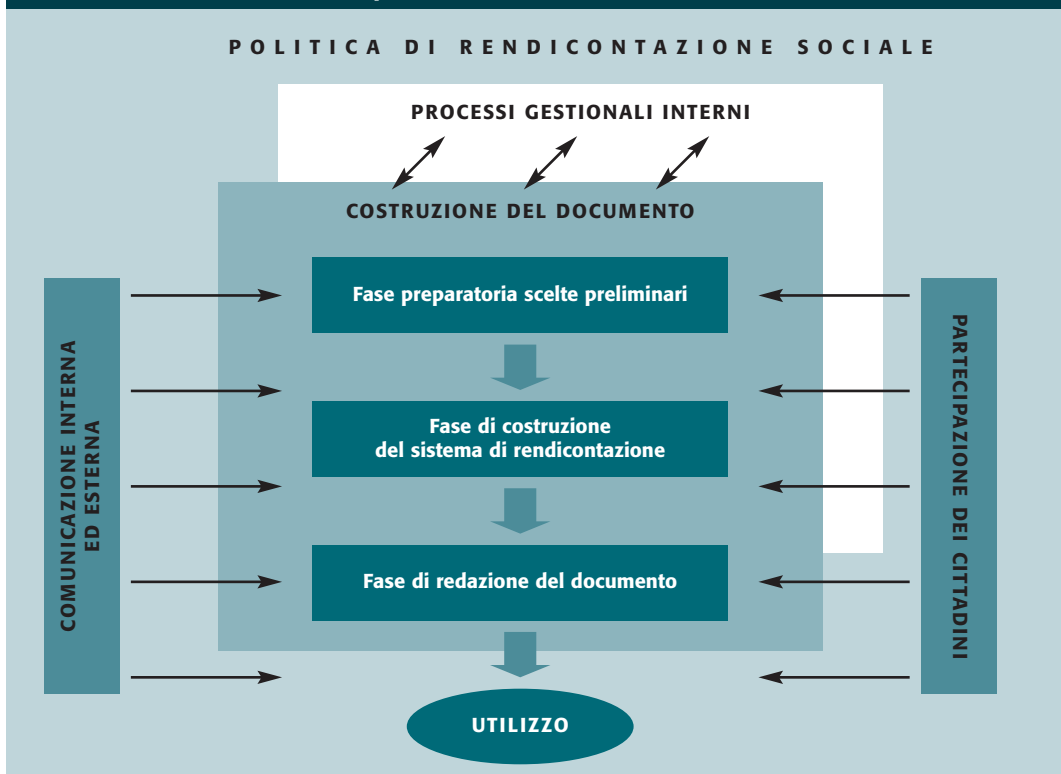 POLITICA DI RENDICONTAZIONE SOCIALE
PROCESSI GESTIONALI INTERNI
COSTRUZIONE DEL DOCUMENTO
Fase preparatoria scelte preliminari
COMUNICAZIONE INTERNA
ED ESTERNA
Fase di costruzione
del sistema di rendicontazione
PARTECIPAZIONE DEI CITTADINI
Fase di redazione del documento
UTILIZZO